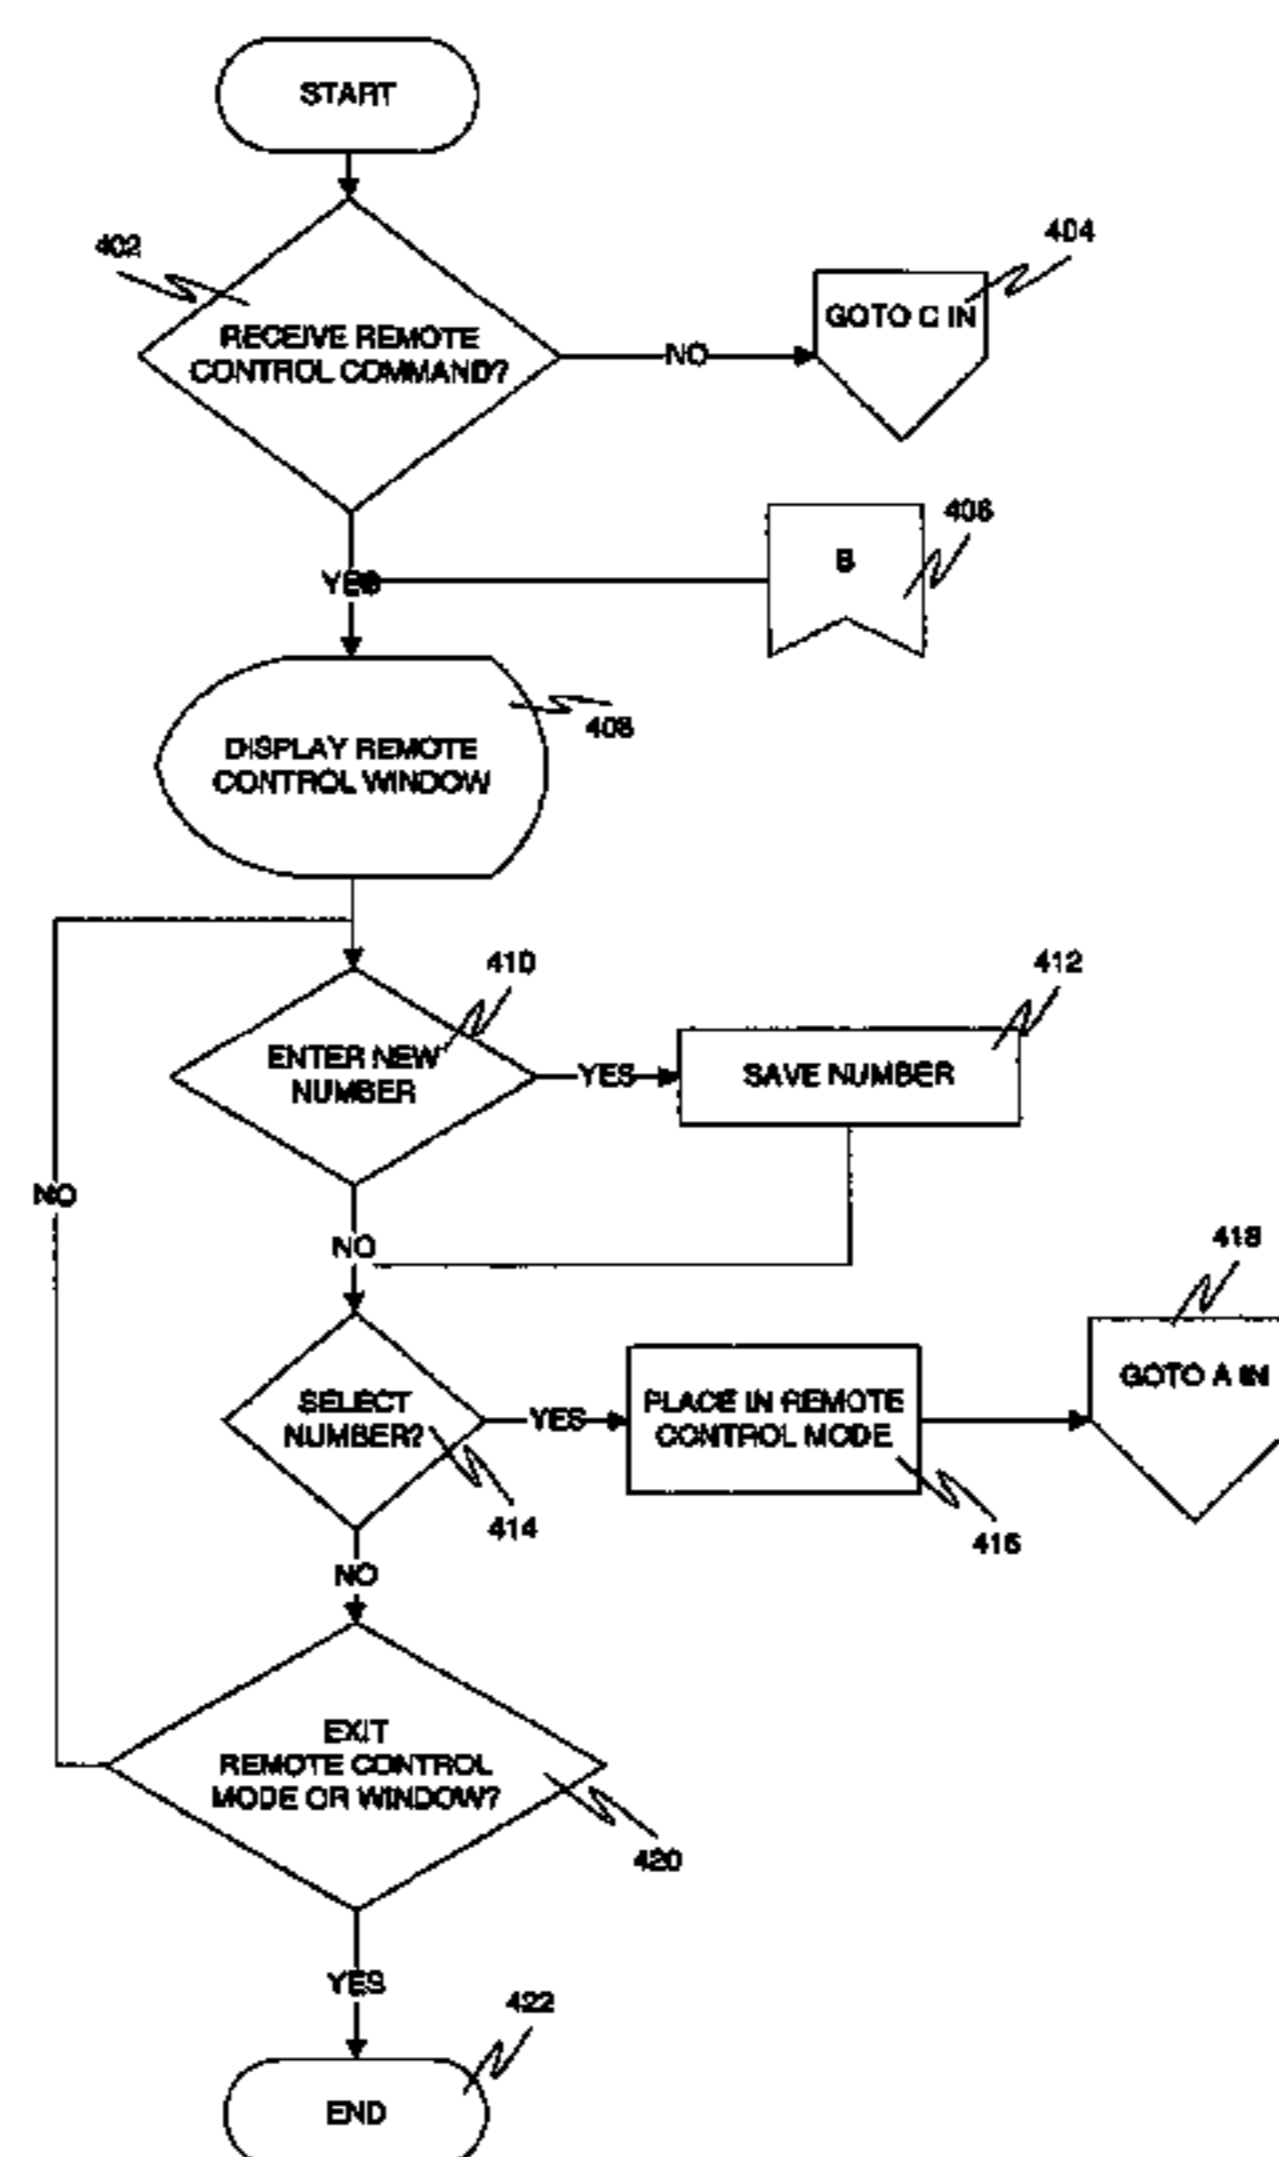 START
402
404
GOTO C IN
RECEIVE REMOTE
CONTROL COMMAND?
NO
406
B
YES
408
DISPLAY REMOTE
CONTROL WINDOW
410
412
ENTER NEW
NUMBER
YES
SAVE NUMBER
NO
NO
418
GOTO A IN
SELECT
NUMBER?
YES
PLACE IN REMOTE
CONTROL MODE
414
416
NO
EXIT
REMOTE CONTROL
MODE OR WINDOW?
420
YES
422
END